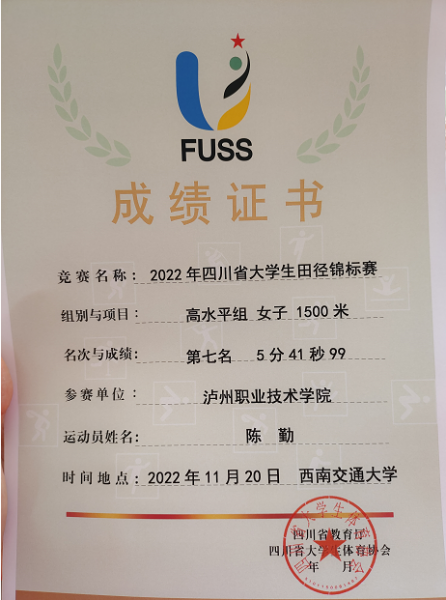 FUSS
成绩证书
竞赛名称: 2022年四川省大学生田径锦标赛
组别与项目: 高水平组 女子 1500米
名次与成绩: 第七名 5分41秒99
参赛单位: 泸州职业技术学院
运动员姓名: 陈 勤
时间地点: 2022年11月20日 西南交通大学
四川省教育厅
四川省大学生体育协会
年 月